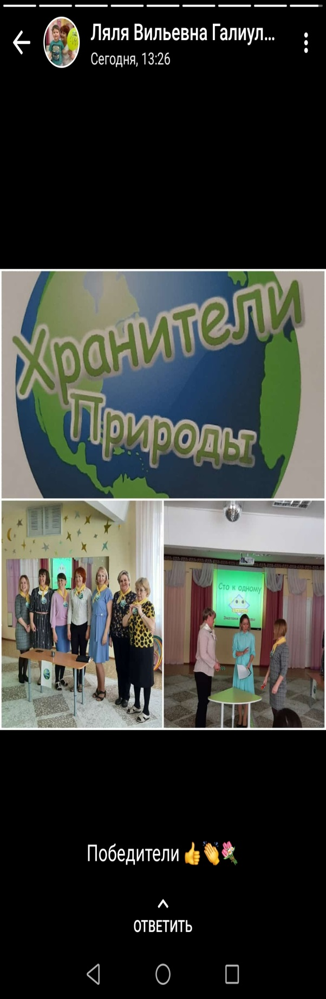 Ляля Вильевна Галиул...
Сегодня, 13:26
Хранители
Природы
Сто к одному
Знатоки
Победители 👍👏💐
ОТВЕТИТЬ